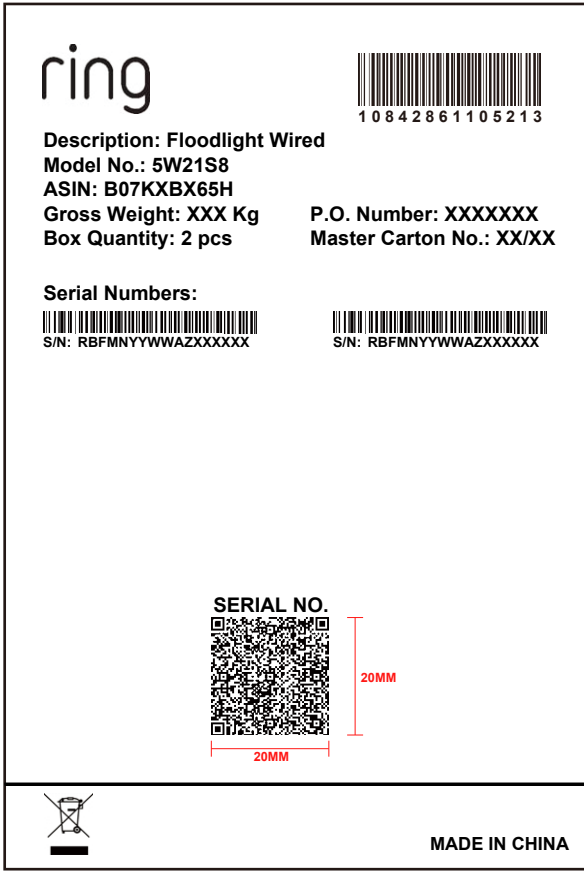 ring
10842861105213
Description: Floodlight Wired
Model No.: 5W21S8
ASIN: B07KXBX65H
Gross Weight: XXX Kg
P.O. Number: XXXXXXX
Box Quantity: 2 pcs
Master Carton No.: XX/XX
Serial Numbers:
S/N: RBFMNYYWWAZXXXXXX
S/N: RBFMNYYWWAZXXXXXX
SERIAL NO.
20MM
20MM
MADE IN CHINA